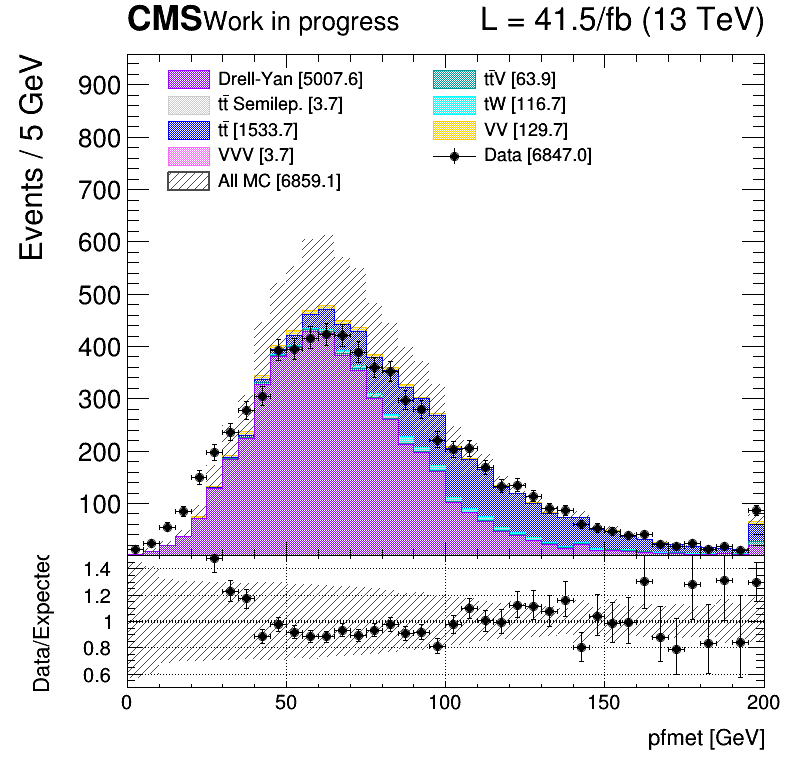 CMS Work in progress L = 41.5/fb (13 TeV)
Events / 5 GeV
900
800
700
600
500
400
300
200
100
Drell-Yan [5007.6]
tt̄ Semilep. [3.7]
tt̄ [1533.7]
VVV [3.7]
All MC [6859.1]
tt̄V [63.9]
tW [116.7]
VV [129.7]
Data [6847.0]
Data/Expected
1.4
1.2
1
0.8
0.6
0 50 100 150 200
pfmet [GeV]